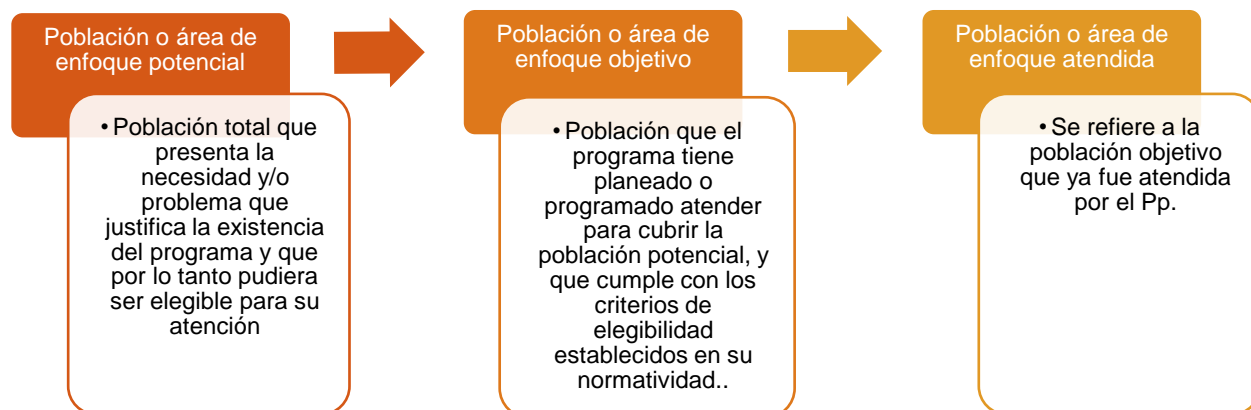 Población o área de
enfoque potencial
• Población total que
presenta la
necesidad y/o
problema que
justifica la existencia
del programa y que
por lo tanto pudiera
ser elegible para su
atención
Población o área de
enfoque objetivo
• Población que el
programa tiene
planeado o
programado atender
para cubrir la
población potencial, y
que cumple con los
criterios de
elegibilidad
establecidos en su
normatividad..
Población o área de
enfoque atendida
• Se refiere a la
población objetivo
que ya fue atendida
por el Pp.